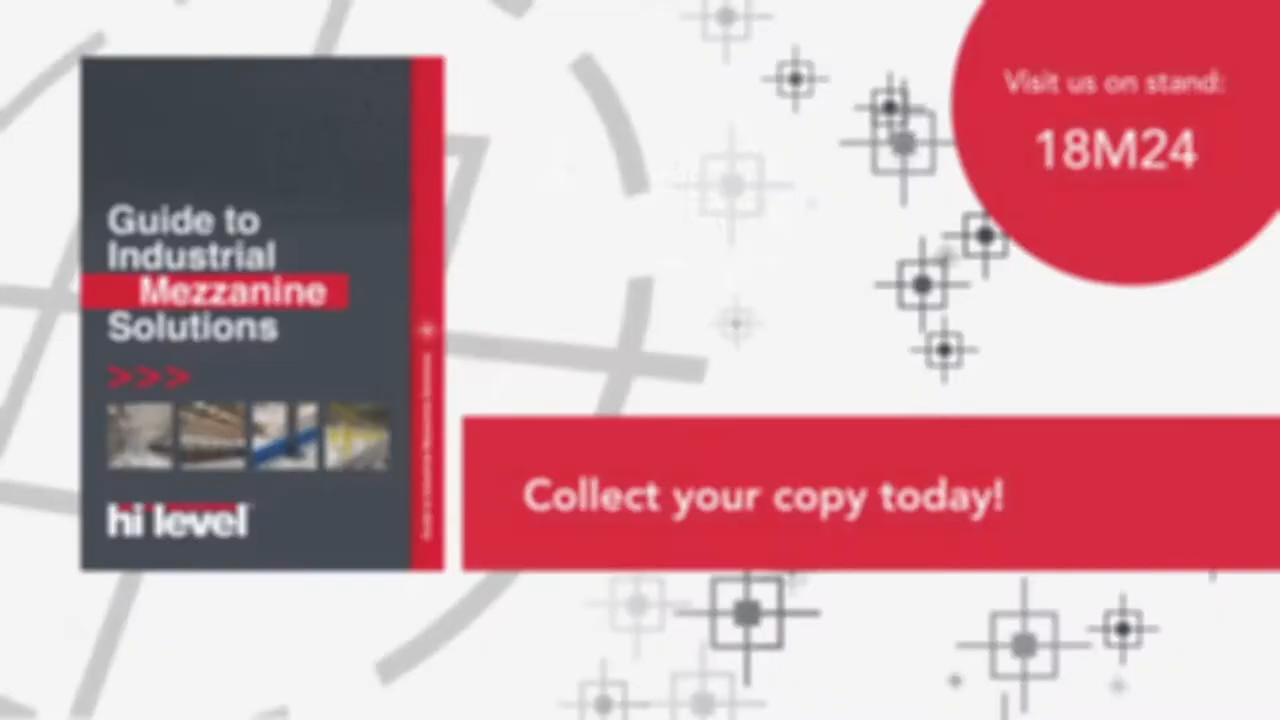 Visit us on stand:
18M24
Guide to
Industrial
Mezzanine
Solutions
>>>
hi level
Collect your copy today!